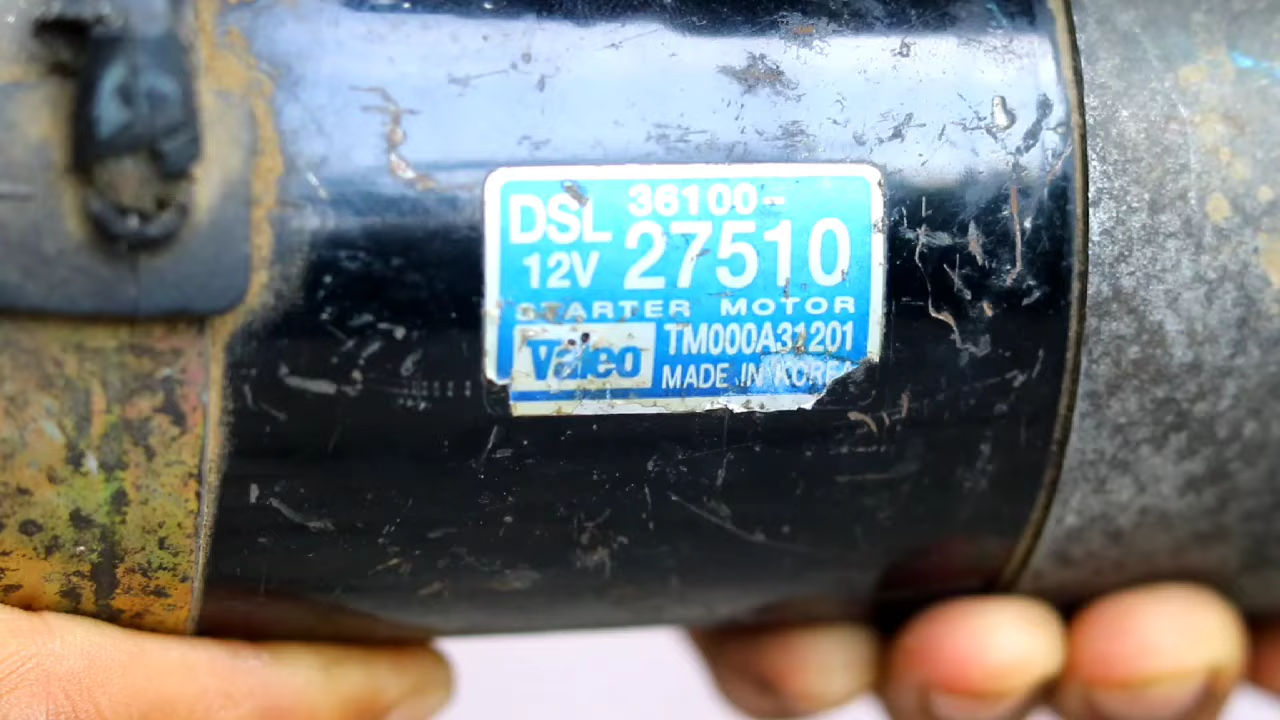 DSL 36100-
12V 27510
STARTER MOTOR
Valeo TM000A31201
MADE IN KOREA